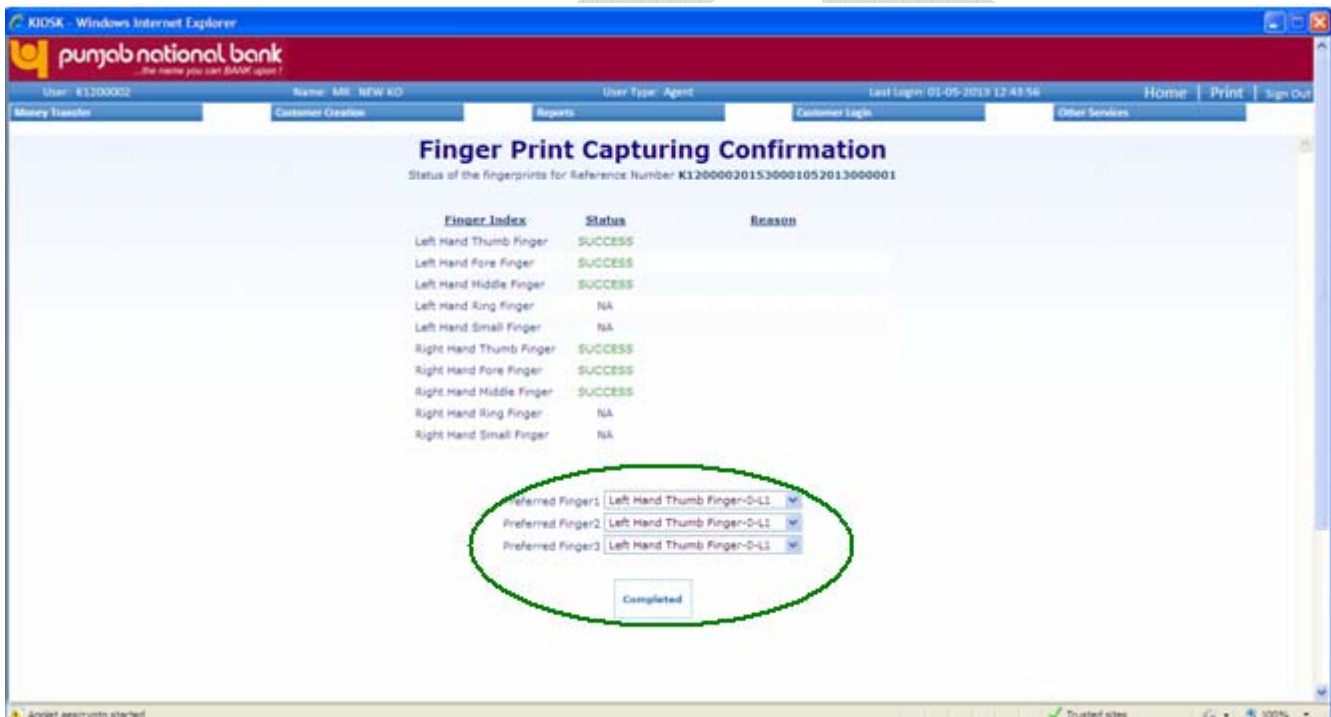 KIOSK - Windows Internet Explorer
punjab national bank
...the name you can BANK upon !
User: K1200002 Name: MR. NEW KO User Type: Agent Last Login: 01-05-2013 12:43:56 Home | Print | Sign Out
Money Transfer Customer Creation Reports Customer Login Other Services
Finger Print Capturing Confirmation
Status of the fingerprints for Reference Number K120000201530001052013000001
Finger Index Status Reason
Left Hand Thumb Finger SUCCESS
Left Hand Fore Finger SUCCESS
Left Hand Middle Finger SUCCESS
Left Hand Ring Finger NA
Left Hand Small Finger NA
Right Hand Thumb Finger SUCCESS
Right Hand Fore Finger SUCCESS
Right Hand Middle Finger SUCCESS
Right Hand Ring Finger NA
Right Hand Small Finger NA
Preferred Finger1 Left Hand Thumb Finger-0-L1
Preferred Finger2 Left Hand Thumb Finger-0-L1
Preferred Finger3 Left Hand Thumb Finger-0-L1
Completed
Applet started Trusted sites 100%